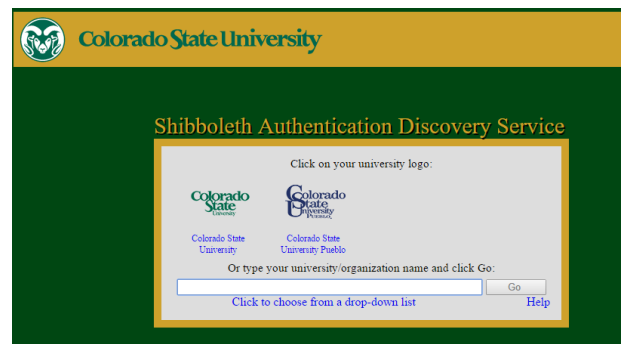 Colorado State University
Shibboleth Authentication Discovery Service
Click on your university logo:
Colorado
State
University
Colorado
State
University
PUEBLO
Colorado State
University
Colorado State
University Pueblo
Or type your university/organization name and click Go:
Go
Click to choose from a drop-down list
Help